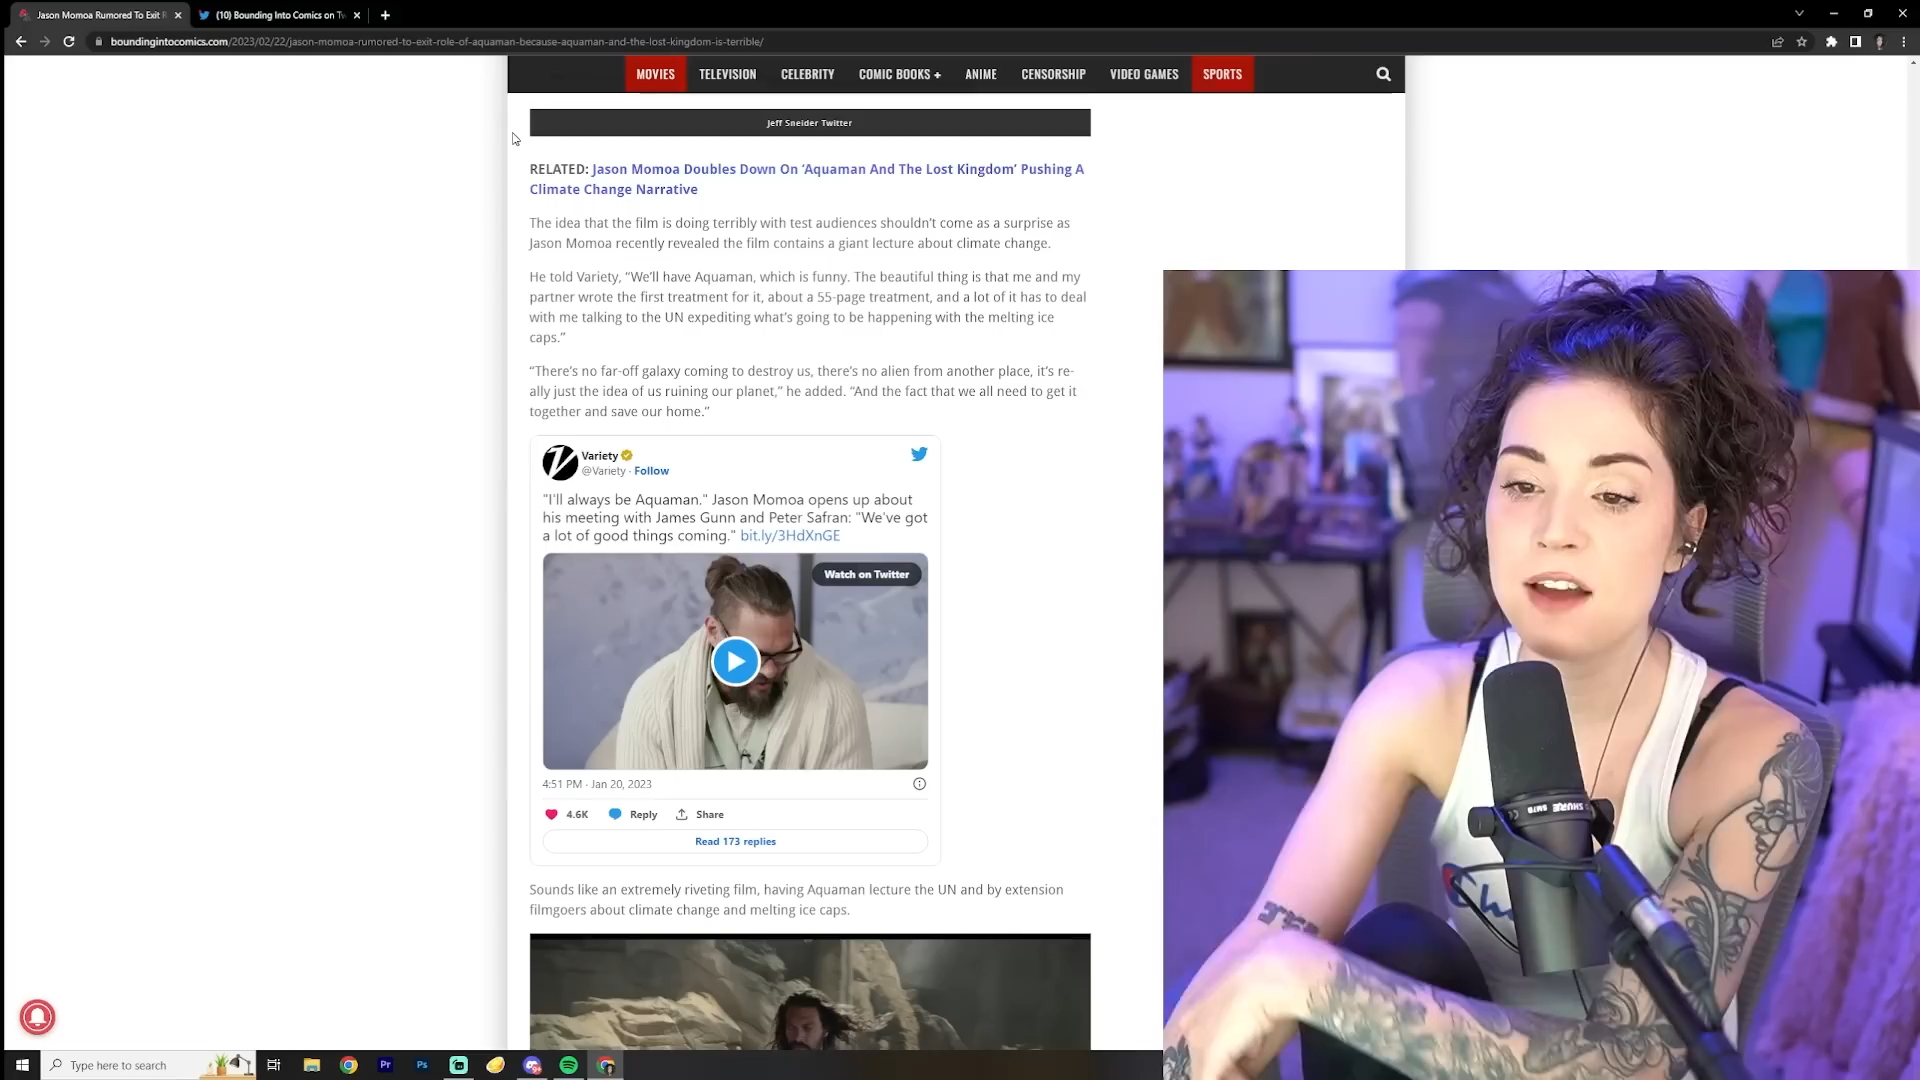 Jason Momoa Rumored To Exit R
(10) Bounding Into Comics on Tw
boundingintocomics.com/2023/02/22/jason-momoa-rumored-to-exit-role-of-aquaman-because-aquaman-and-the-lost-kingdom-is-terrible/
MOVIES TELEVISION CELEBRITY COMIC BOOKS + ANIME CENSORSHIP VIDEO GAMES SPORTS
Jeff Sneider Twitter
RELATED: Jason Momoa Doubles Down On ‘Aquaman And The Lost Kingdom’ Pushing A
Climate Change Narrative
The idea that the film is doing terribly with test audiences shouldn’t come as a surprise as
Jason Momoa recently revealed the film contains a giant lecture about climate change.
He told Variety, “We’ll have Aquaman, which is funny. The beautiful thing is that me and my
partner wrote the first treatment for it, about a 55-page treatment, and a lot of it has to deal
with me talking to the UN expediting what’s going to be happening with the melting ice
caps.”
“There’s no far-off galaxy coming to destroy us, there’s no alien from another place, it’s re-
ally just the idea of us ruining our planet,” he added. “And the fact that we all need to get it
together and save our home.”
Variety
@Variety · Follow
"I'll always be Aquaman." Jason Momoa opens up about
his meeting with James Gunn and Peter Safran: "We've got
a lot of good things coming." bit.ly/3HdXnGE
Watch on Twitter
4:51 PM · Jan 20, 2023
4.6K Reply Share
Read 173 replies
Sounds like an extremely riveting film, having Aquaman lecture the UN and by extension
filmgoers about climate change and melting ice caps.
SHURE
SM7B
Type here to search
Pr
Ps